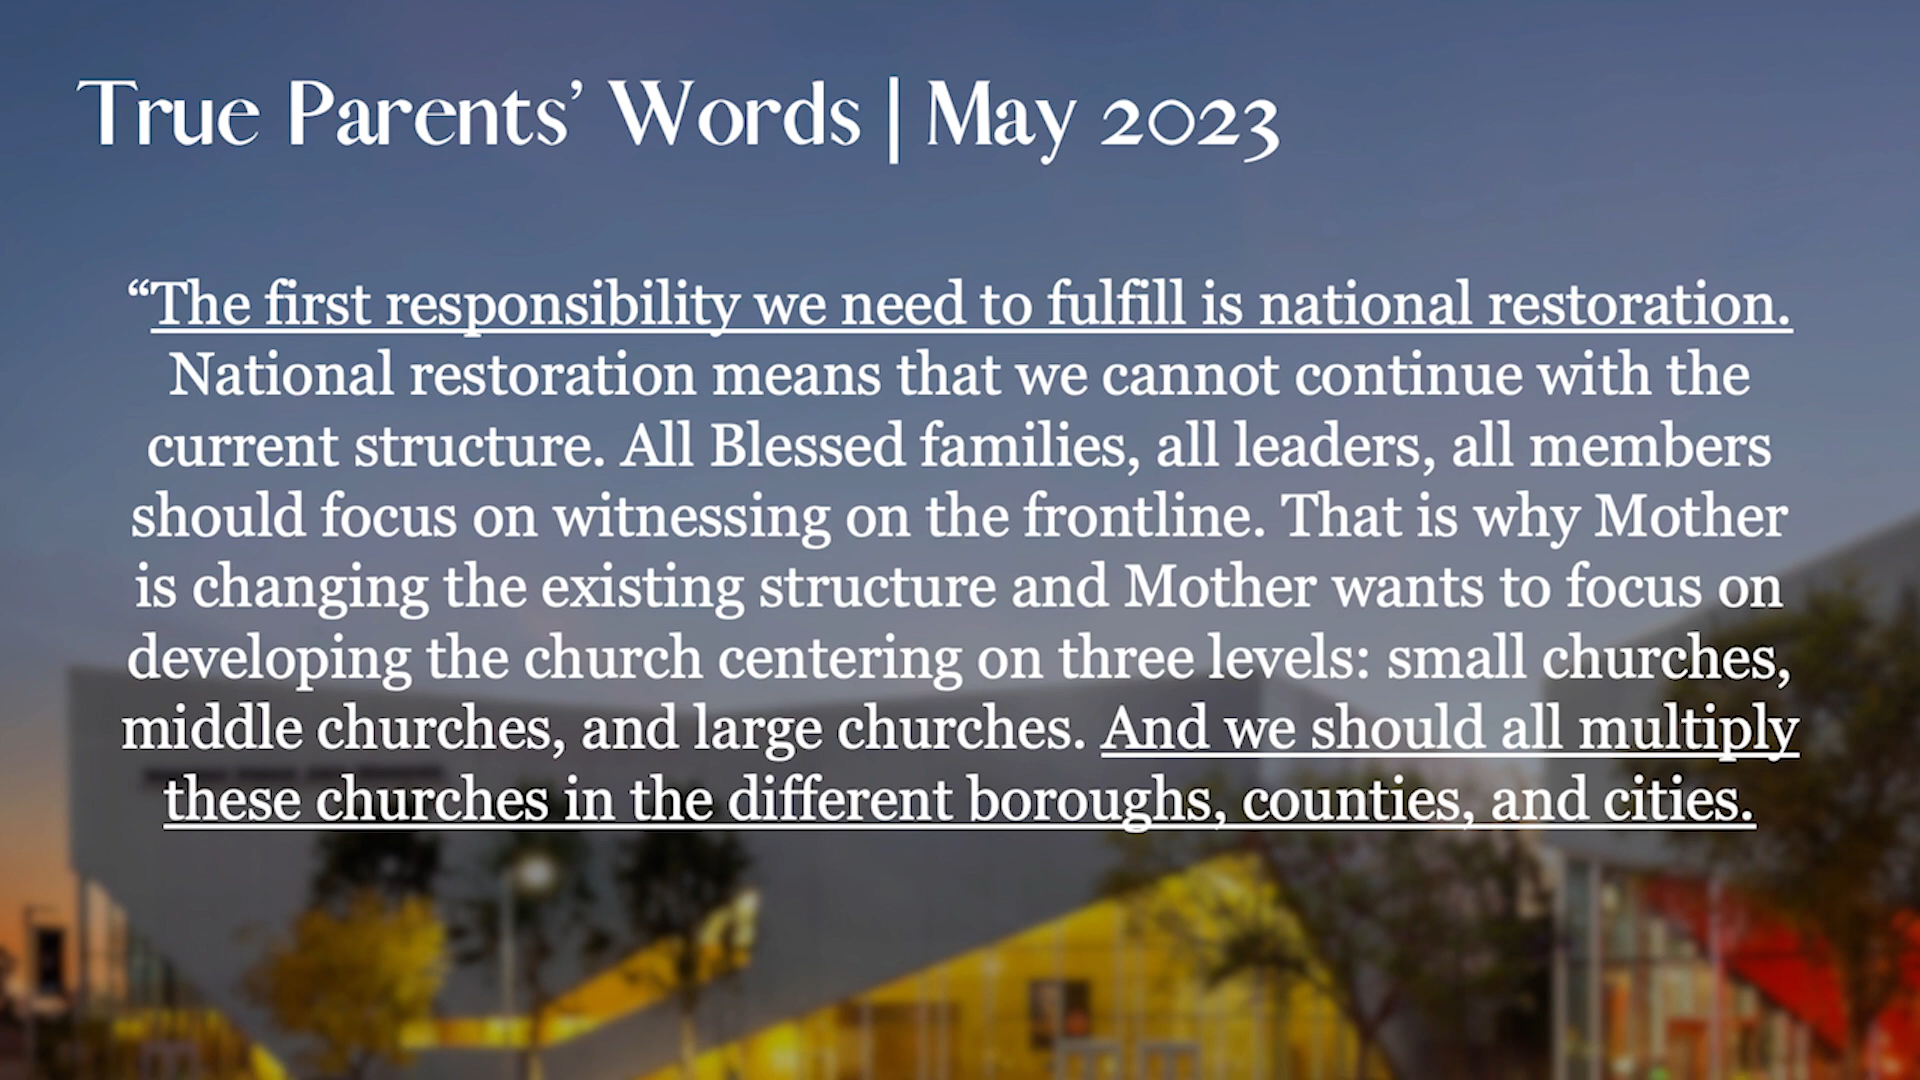 True Parents’ Words | May 2023
“The first responsibility we need to fulfill is national restoration.
National restoration means that we cannot continue with the
current structure. All Blessed families, all leaders, all members
should focus on witnessing on the frontline. That is why Mother
is changing the existing structure and Mother wants to focus on
developing the church centering on three levels: small churches,
middle churches, and large churches. And we should all multiply
these churches in the different boroughs, counties, and cities.